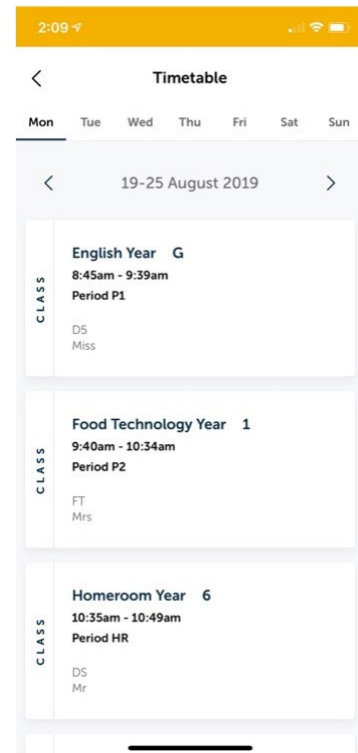 2:09
Timetable
Mon Tue Wed Thu Fri Sat Sun
19-25 August 2019
CLASS
English Year G
8:45am - 9:39am
Period P1
D5
Miss
CLASS
Food Technology Year 1
9:40am - 10:34am
Period P2
FT
Mrs
CLASS
Homeroom Year 6
10:35am - 10:49am
Period HR
DS
Mr